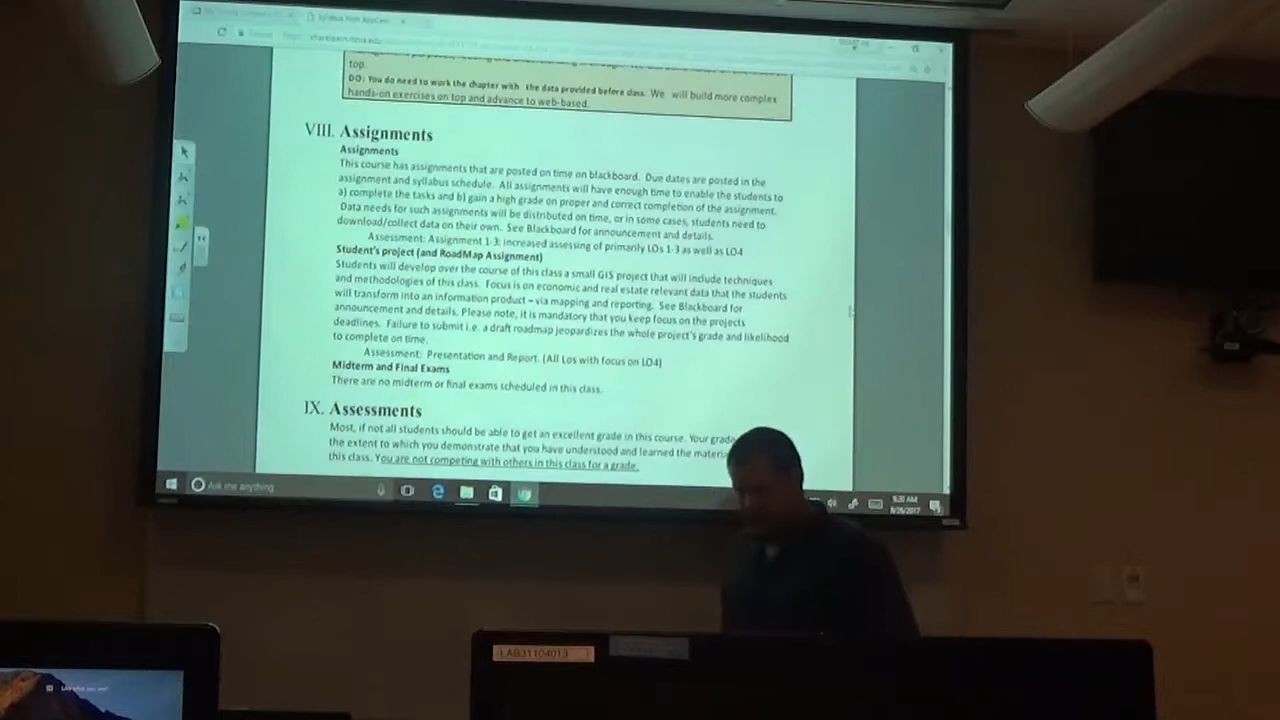 Syllabus
top.
DO: You do need to work the chapter with the data provided before class. We will build more complex
hands-on exercises on top and advance to web-based.
VIII. Assignments
Assignments
This course has assignments that are posted on time on blackboard. Due dates are posted in the
assignment and syllabus schedule. All assignments will have enough time to enable the students to
a) complete the tasks and b) gain a high grade on proper and correct completion of the assignment.
Data needs for such assignments will be distributed on time, or in some cases, students need to
download/collect data on their own. See Blackboard for announcement and details.
Assessment: Assignment 1-3: increased assessing of primarily LOs 1-3 as well as LO4
Student's project (and RoadMap Assignment)
Students will develop over the course of this class a small GIS project that will include techniques
and methodologies of this class. Focus is on economic and real estate relevant data that the students
will transform into an information product – via mapping and reporting. See Blackboard for
announcement and details. Please note, it is mandatory that you keep focus on the projects
deadlines. Failure to submit i.e. a draft roadmap jeopardizes the whole project's grade and likelihood
to complete on time.
Assessment: Presentation and Report. (All Los with focus on LO4)
Midterm and Final Exams
There are no midterm or final exams scheduled in this class.
IX. Assessments
Most, if not all students should be able to get an excellent grade in this course. Your grade
the extent to which you demonstrate that you have understood and learned the materi
this class. You are not competing with others in this class for a grade.
Ask me anything
9:20 AM
8/26/2017
LAB31104013